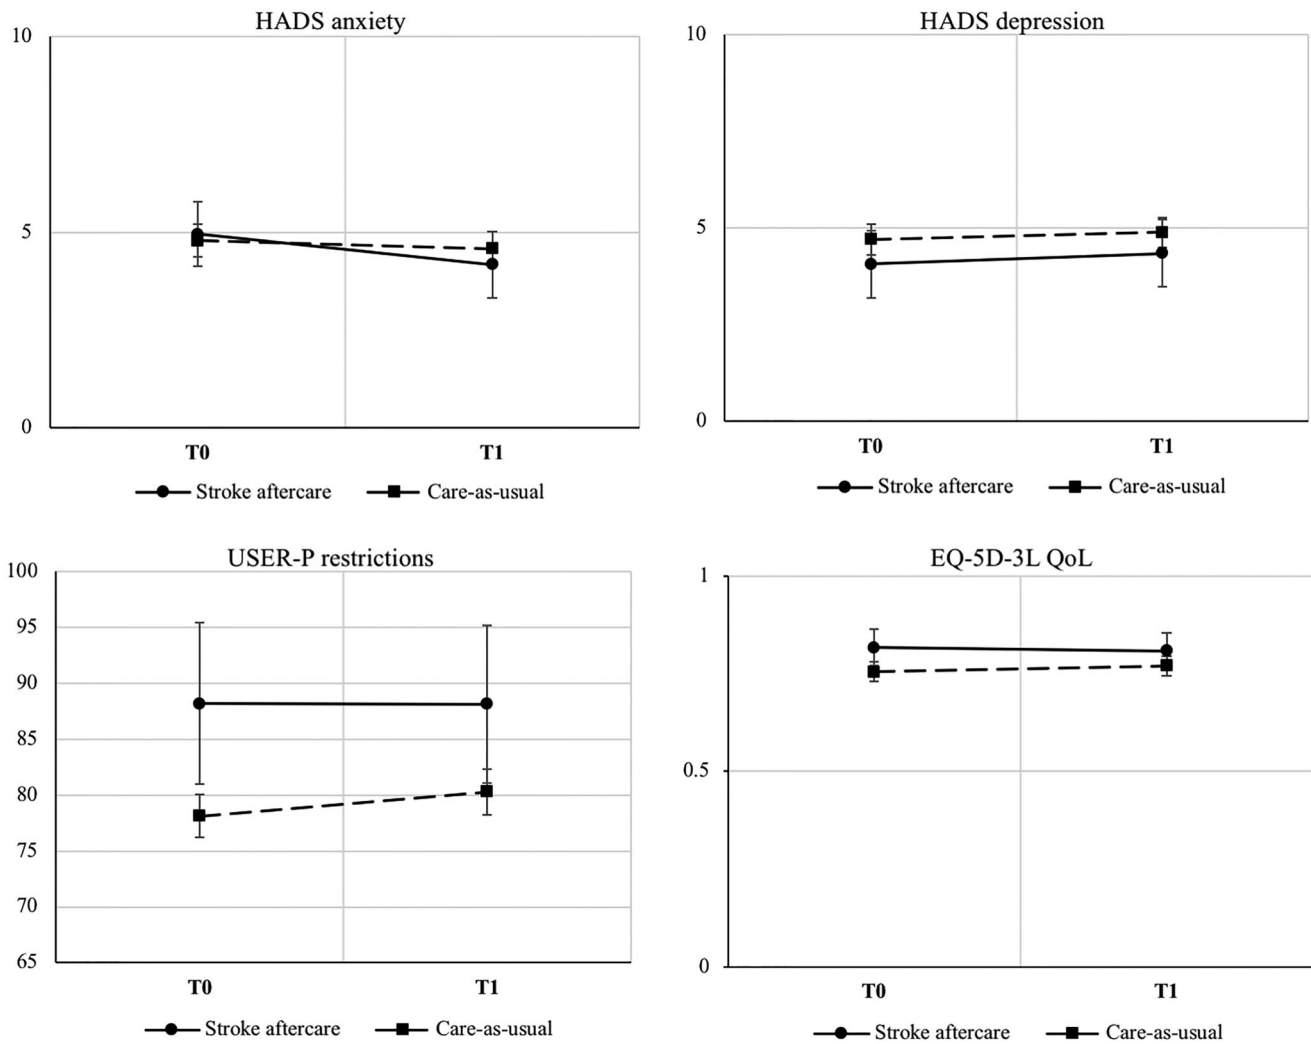 HADS anxiety
10
5
0
T0 T1
Stroke aftercare Care-as-usual
HADS depression
10
5
0
T0 T1
Stroke aftercare Care-as-usual
USER-P restrictions
100
95
90
85
80
75
70
65
T0 T1
Stroke aftercare Care-as-usual
EQ-5D-3L QoL
1
0.5
0
T0 T1
Stroke aftercare Care-as-usual